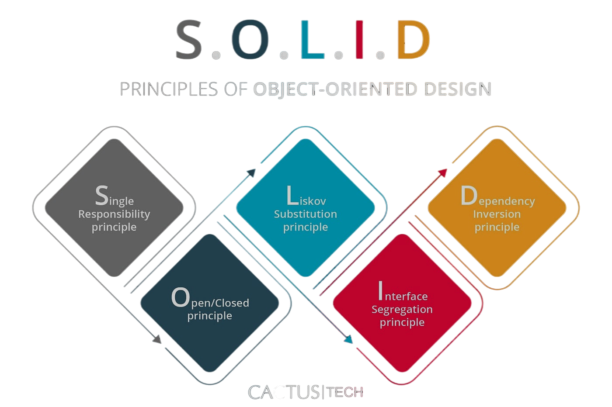 S.O.L.I.D
PRINCIPLES OF OBJECT-ORIENTED DESIGN
Single
Responsibility
principle
Open/Closed
principle
Liskov
Substitution
principle
Interface
Segregation
principle
Dependency
Inversion
principle
TECH